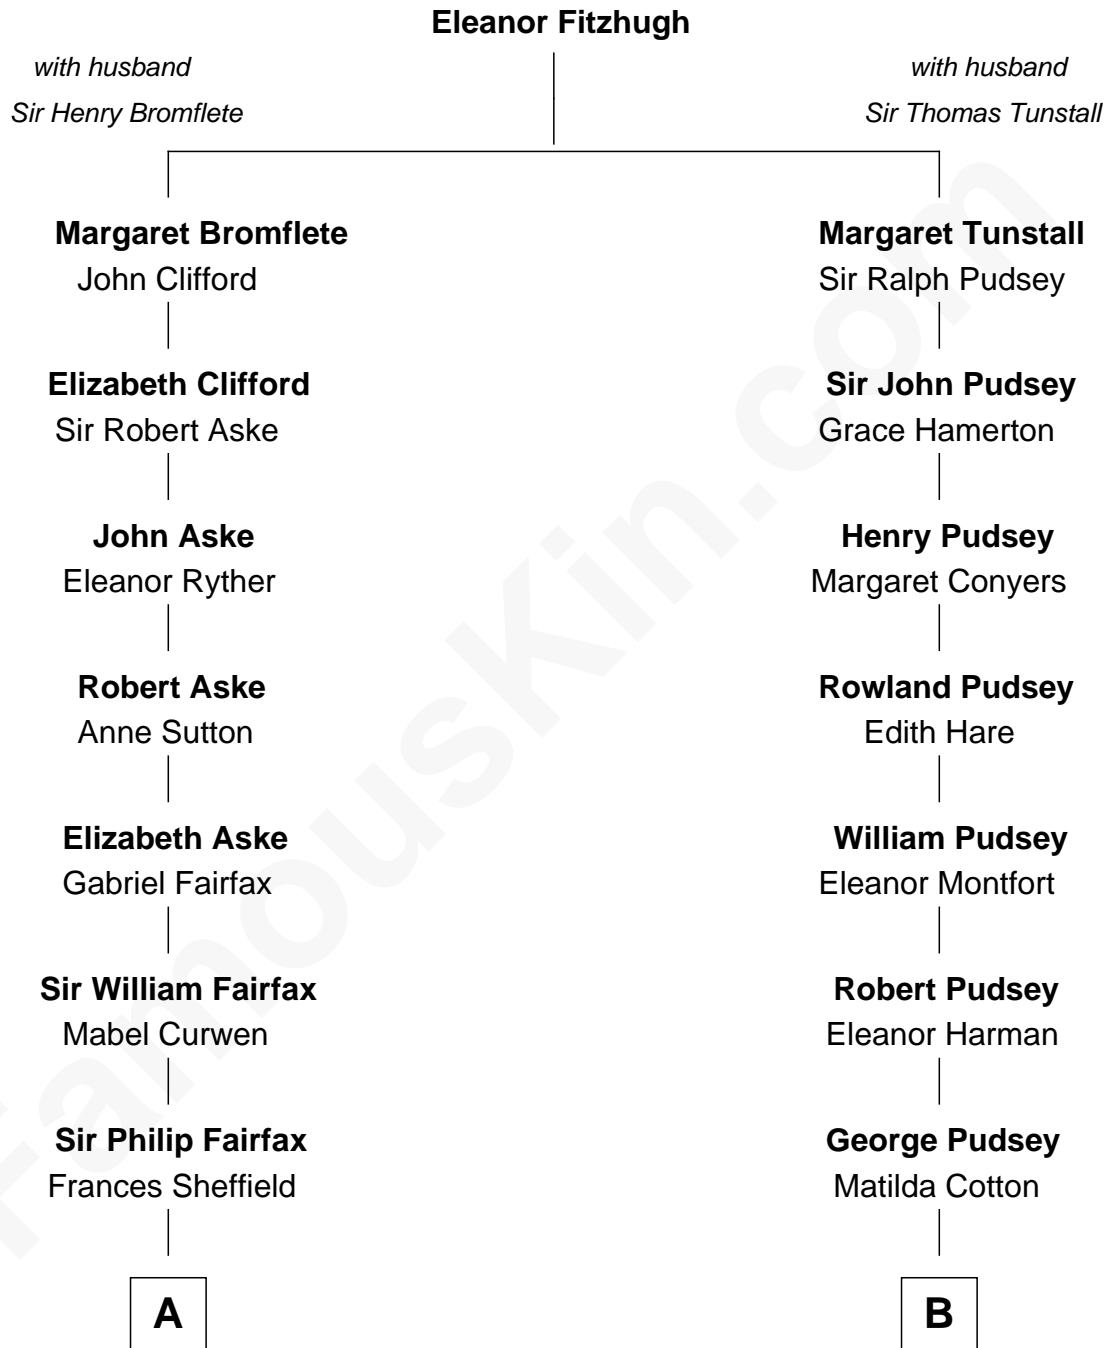 Eleanor Fitzhugh
with husband
Sir Henry Bromflete
with husband
Sir Thomas Tunstall
Margaret Bromflete
John Clifford
Margaret Tunstall
Sir Ralph Pudsey
Elizabeth Clifford
Sir Robert Aske
Sir John Pudsey
Grace Hamerton
John Aske
Eleanor Ryther
Henry Pudsey
Margaret Conyers
Robert Aske
Anne Sutton
Rowland Pudsey
Edith Hare
Elizabeth Aske
Gabriel Fairfax
William Pudsey
Eleanor Montfort
Sir William Fairfax
Mabel Curwen
Robert Pudsey
Eleanor Harman
Sir Philip Fairfax
Frances Sheffield
George Pudsey
Matilda Cotton
A
B
FamousKin.com